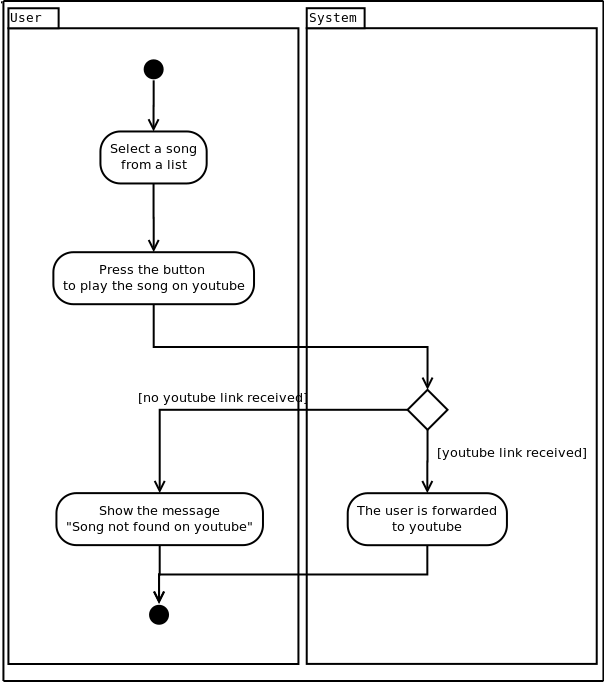 User
System
Select a song
from a list
Press the button
to play the song on youtube
[no youtube link received]
[youtube link received]
Show the message
"Song not found on youtube"
The user is forwarded
to youtube